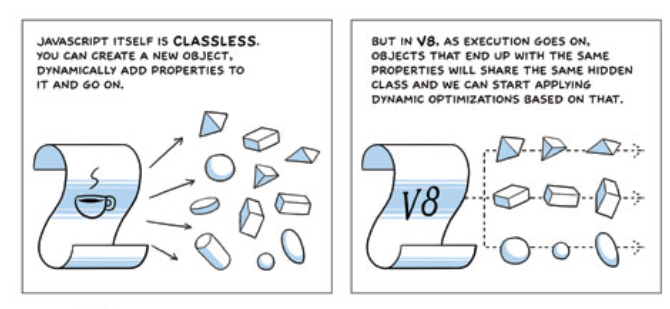 JAVASCRIPT ITSELF IS CLASSLESS.
YOU CAN CREATE A NEW OBJECT,
DYNAMICALLY ADD PROPERTIES TO
IT AND GO ON.
BUT IN V8, AS EXECUTION GOES ON,
OBJECTS THAT END UP WITH THE SAME
PROPERTIES WILL SHARE THE SAME HIDDEN
CLASS AND WE CAN START APPLYING
DYNAMIC OPTIMIZATIONS BASED ON THAT.
V8